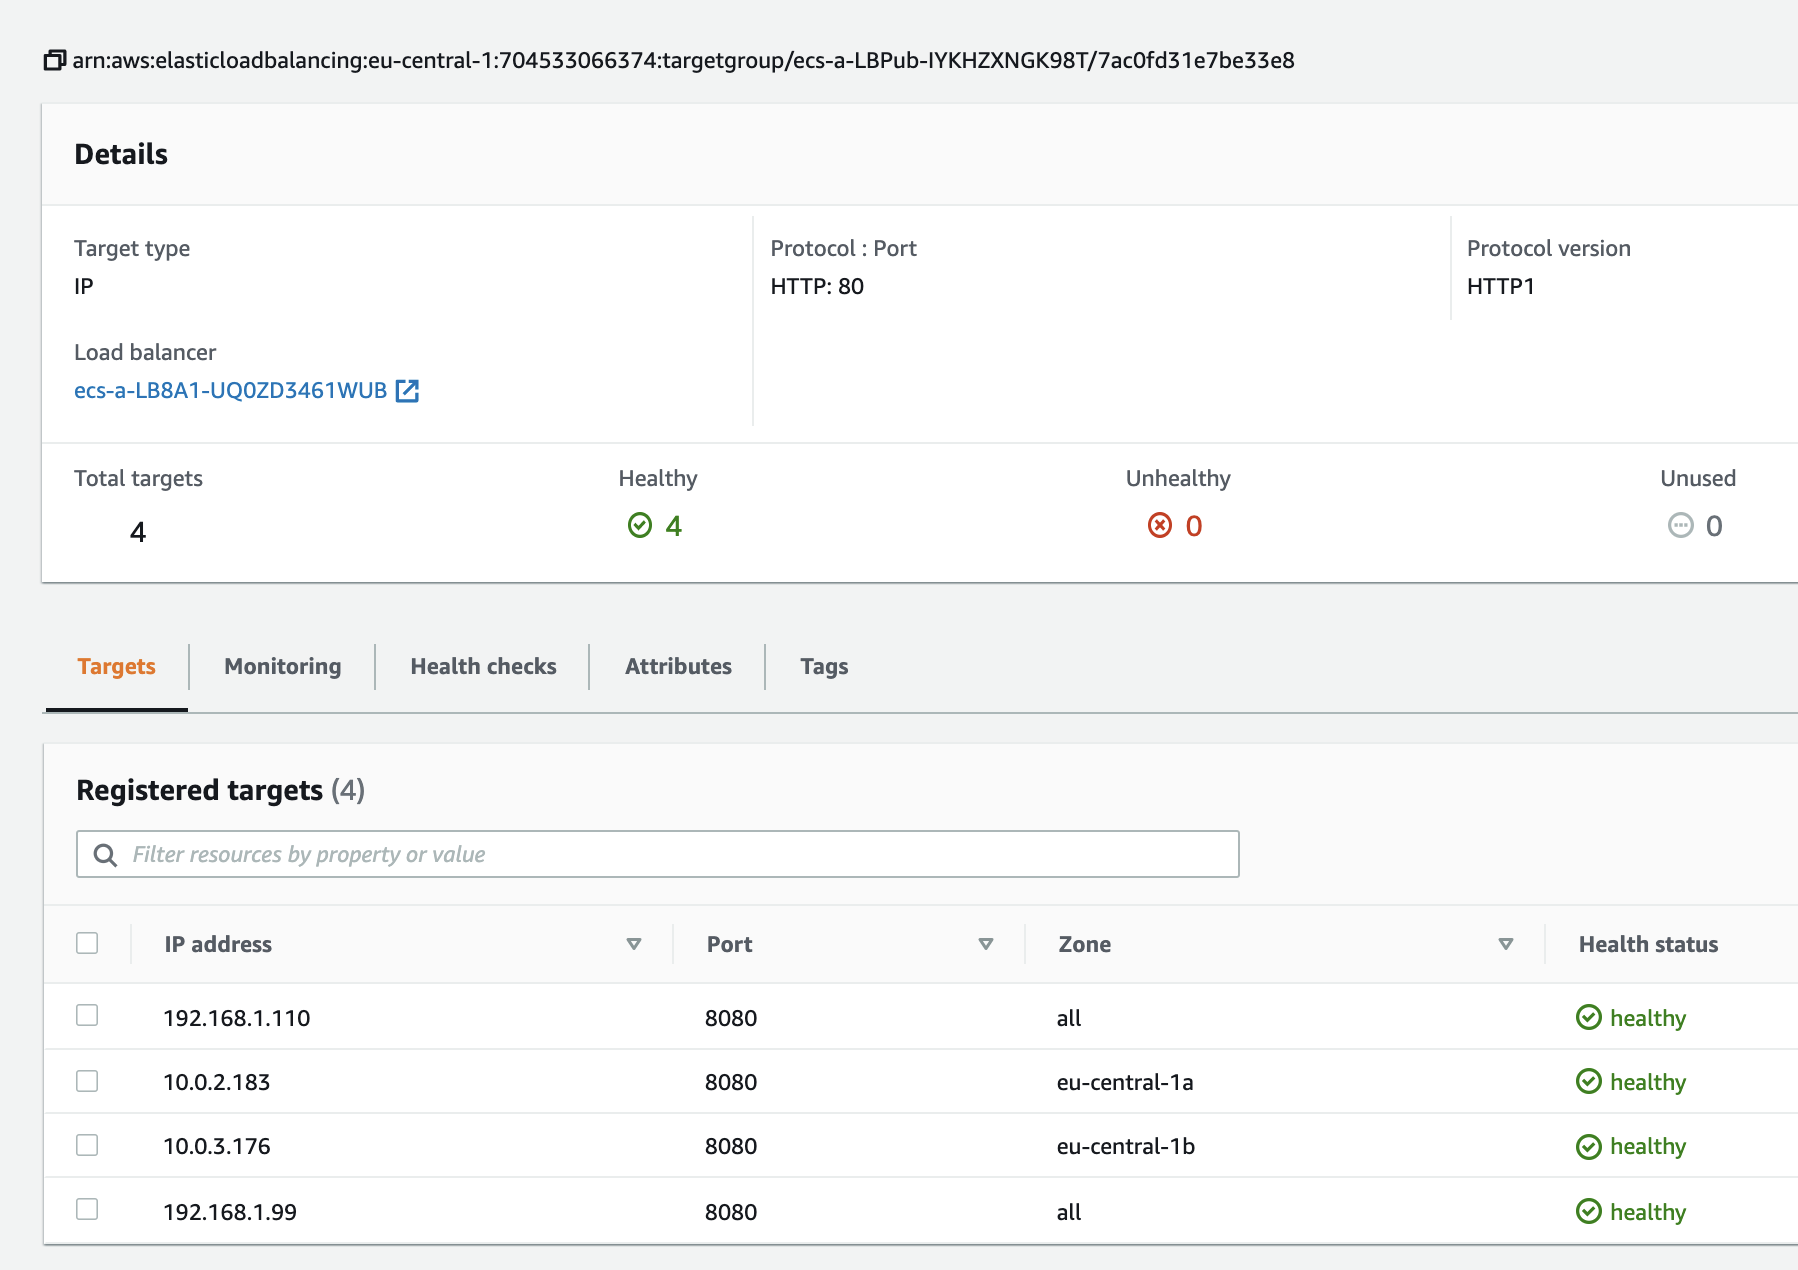 arn:aws:elasticloadbalancing:eu-central-1:704533066374:targetgroup/ecs-a-LBPub-IYKHZXNGK98T/7ac0fd31e7be33e8
Details
Target type
IP
Protocol : Port
HTTP: 80
Protocol version
HTTP1
Load balancer
ecs-a-LB8A1-UQ0ZD3461WUB
Total targets
4
Healthy
4
Unhealthy
0
Unused
0
Targets Monitoring Health checks Attributes Tags
Registered targets (4)
Filter resources by property or value
IP address Port Zone Health status
192.168.1.110 8080 all healthy
10.0.2.183 8080 eu-central-1a healthy
10.0.3.176 8080 eu-central-1b healthy
192.168.1.99 8080 all healthy